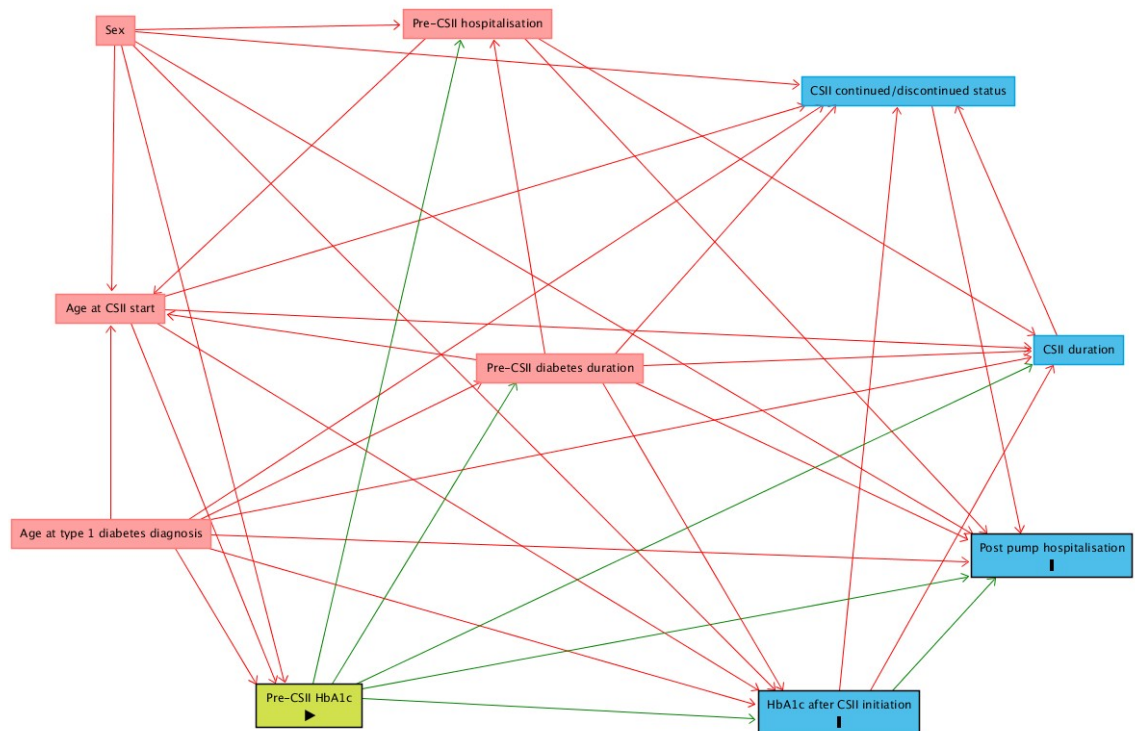 Sex
Pre-CSII hospitalisation
CSII continued/discontinued status
Age at CSII start
CSII duration
Pre-CSII diabetes duration
Age at type 1 diabetes diagnosis
Post pump hospitalisation
Pre-CSII HbA1c
HbA1c after CSII initiation